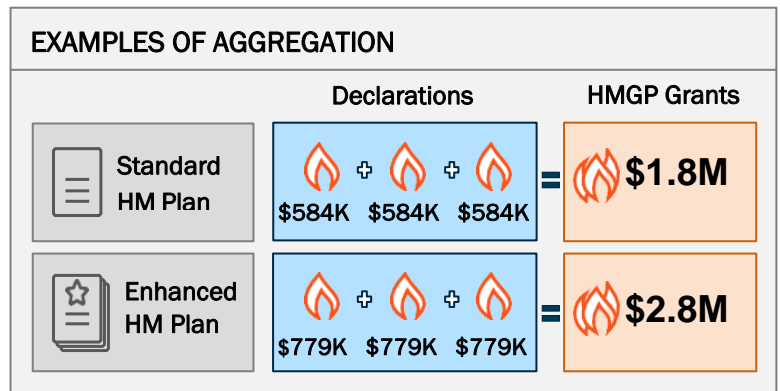 EXAMPLES OF AGGREGATION
Declarations HMGP Grants
Standard
HM Plan
$584K $584K $584K
= $1.8M
Enhanced
HM Plan
$779K $779K $779K
= $2.8M